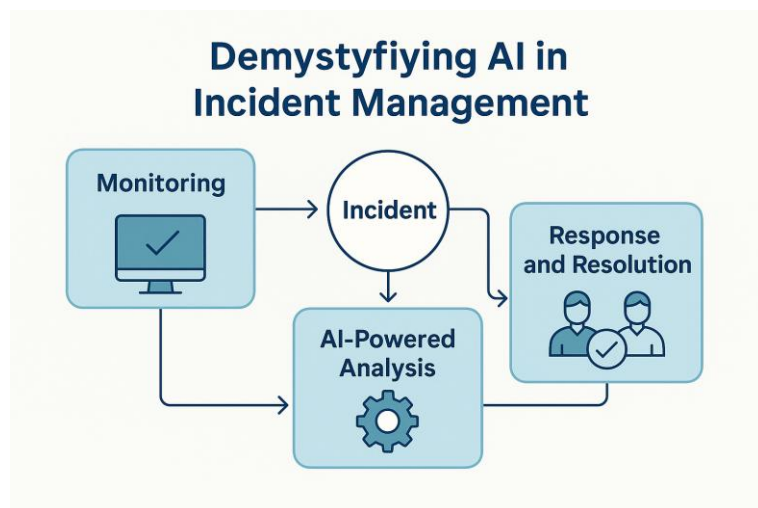 Demystyfiying AI in
Incident Management
Monitoring
Incident
Response
and Resolution
AI-Powered
Analysis